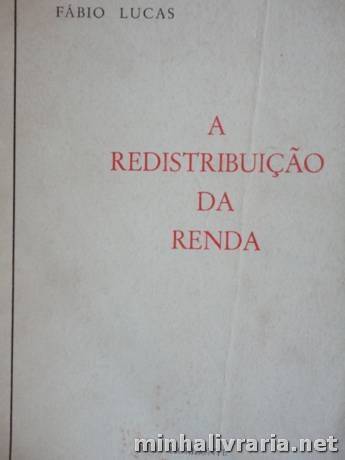 FÁBIO LUCAS
A
REDISTRIBUIÇÃO
DA
RENDA
minhalivraria.net